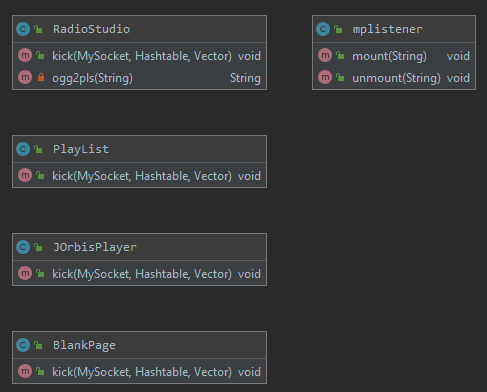 RadioStudio
kick(MySocket, Hashtable, Vector) void
ogg2pls(String) String
mplistener
mount(String) void
unmount(String) void
PlayList
kick(MySocket, Hashtable, Vector) void
JOrbisPlayer
kick(MySocket, Hashtable, Vector) void
BlankPage
kick(MySocket, Hashtable, Vector) void